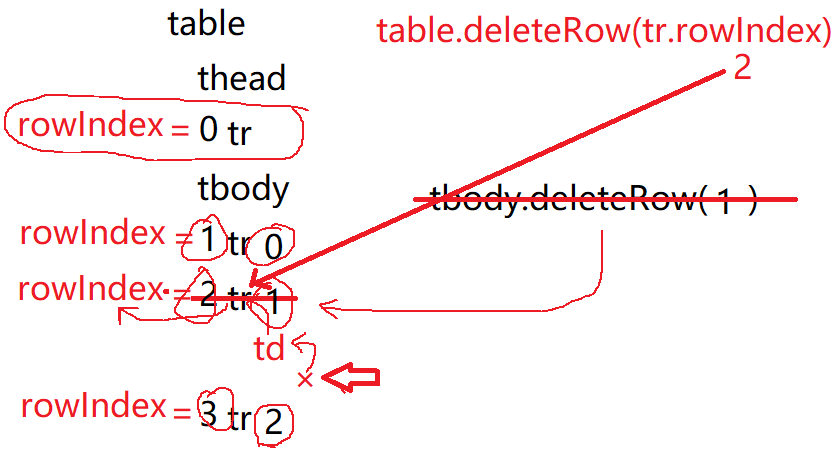 table
table.deleteRow(tr.rowIndex)
2
thead
rowIndex = 0 tr
tbody
tbody.deleteRow( 1 )
rowIndex = 1 tr 0
rowIndex = 2 tr 1
td
×
rowIndex = 3 tr 2